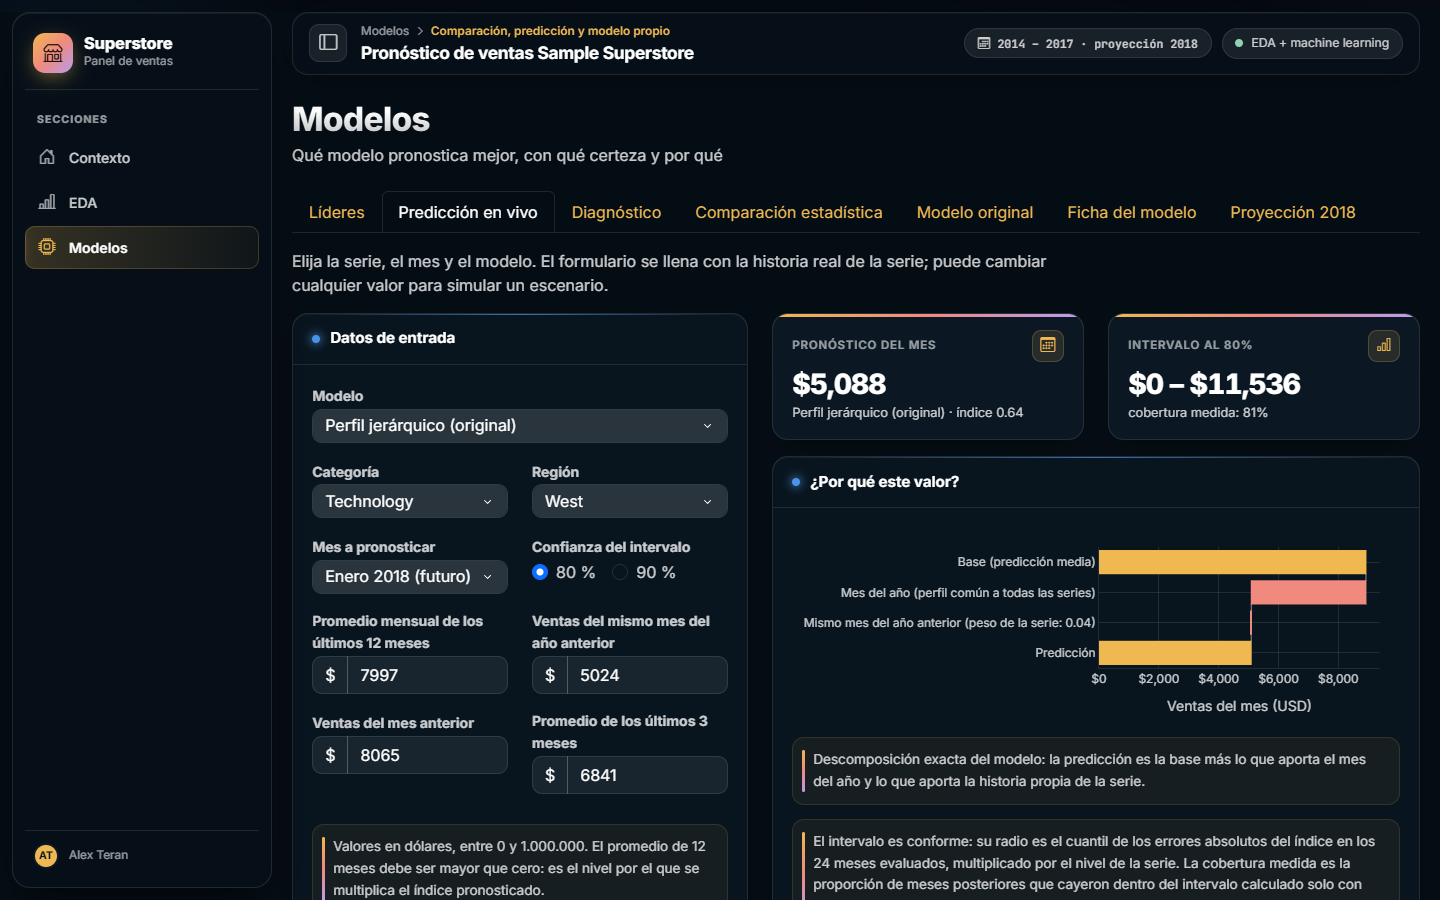 Superstore
Panel de ventas
SECCIONES
Contexto
EDA
Modelos
AT
Alex Teran
Modelos > Comparación, predicción y modelo propio
Pronóstico de ventas Sample Superstore
2014 – 2017 · proyección 2018
EDA + machine learning
Modelos
Qué modelo pronostica mejor, con qué certeza y por qué
Líderes
Predicción en vivo
Diagnóstico
Comparación estadística
Modelo original
Ficha del modelo
Proyección 2018
Elija la serie, el mes y el modelo. El formulario se llena con la historia real de la serie; puede cambiar
cualquier valor para simular un escenario.
Datos de entrada
Modelo
Perfil jerárquico (original)
Categoría
Technology
Región
West
Mes a pronosticar
Enero 2018 (futuro)
Confianza del intervalo
80 %
90 %
Promedio mensual de los
últimos 12 meses
$ 7997
Ventas del mismo mes del
año anterior
$ 5024
Ventas del mes anterior
$ 8065
Promedio de los últimos 3
meses
$ 6841
Valores en dólares, entre 0 y 1.000.000. El promedio de 12
meses debe ser mayor que cero: es el nivel por el que se
multiplica el índice pronosticado.
PRONÓSTICO DEL MES
$5,088
Perfil jerárquico (original) · índice 0.64
INTERVALO AL 80%
$0 – $11,536
cobertura medida: 81%
¿Por qué este valor?
Base (predicción media)
Mes del año (perfil común a todas las series)
Mismo mes del año anterior (peso de la serie: 0.04)
Predicción
$0
$2,000
$4,000
$6,000
$8,000
Ventas del mes (USD)
Descomposición exacta del modelo: la predicción es la base más lo que aporta el mes
del año y lo que aporta la historia propia de la serie.
El intervalo es conforme: su radio es el cuantil de los errores absolutos del índice en los
24 meses evaluados, multiplicado por el nivel de la serie. La cobertura medida es la
proporción de meses posteriores que cayeron dentro del intervalo calculado solo con